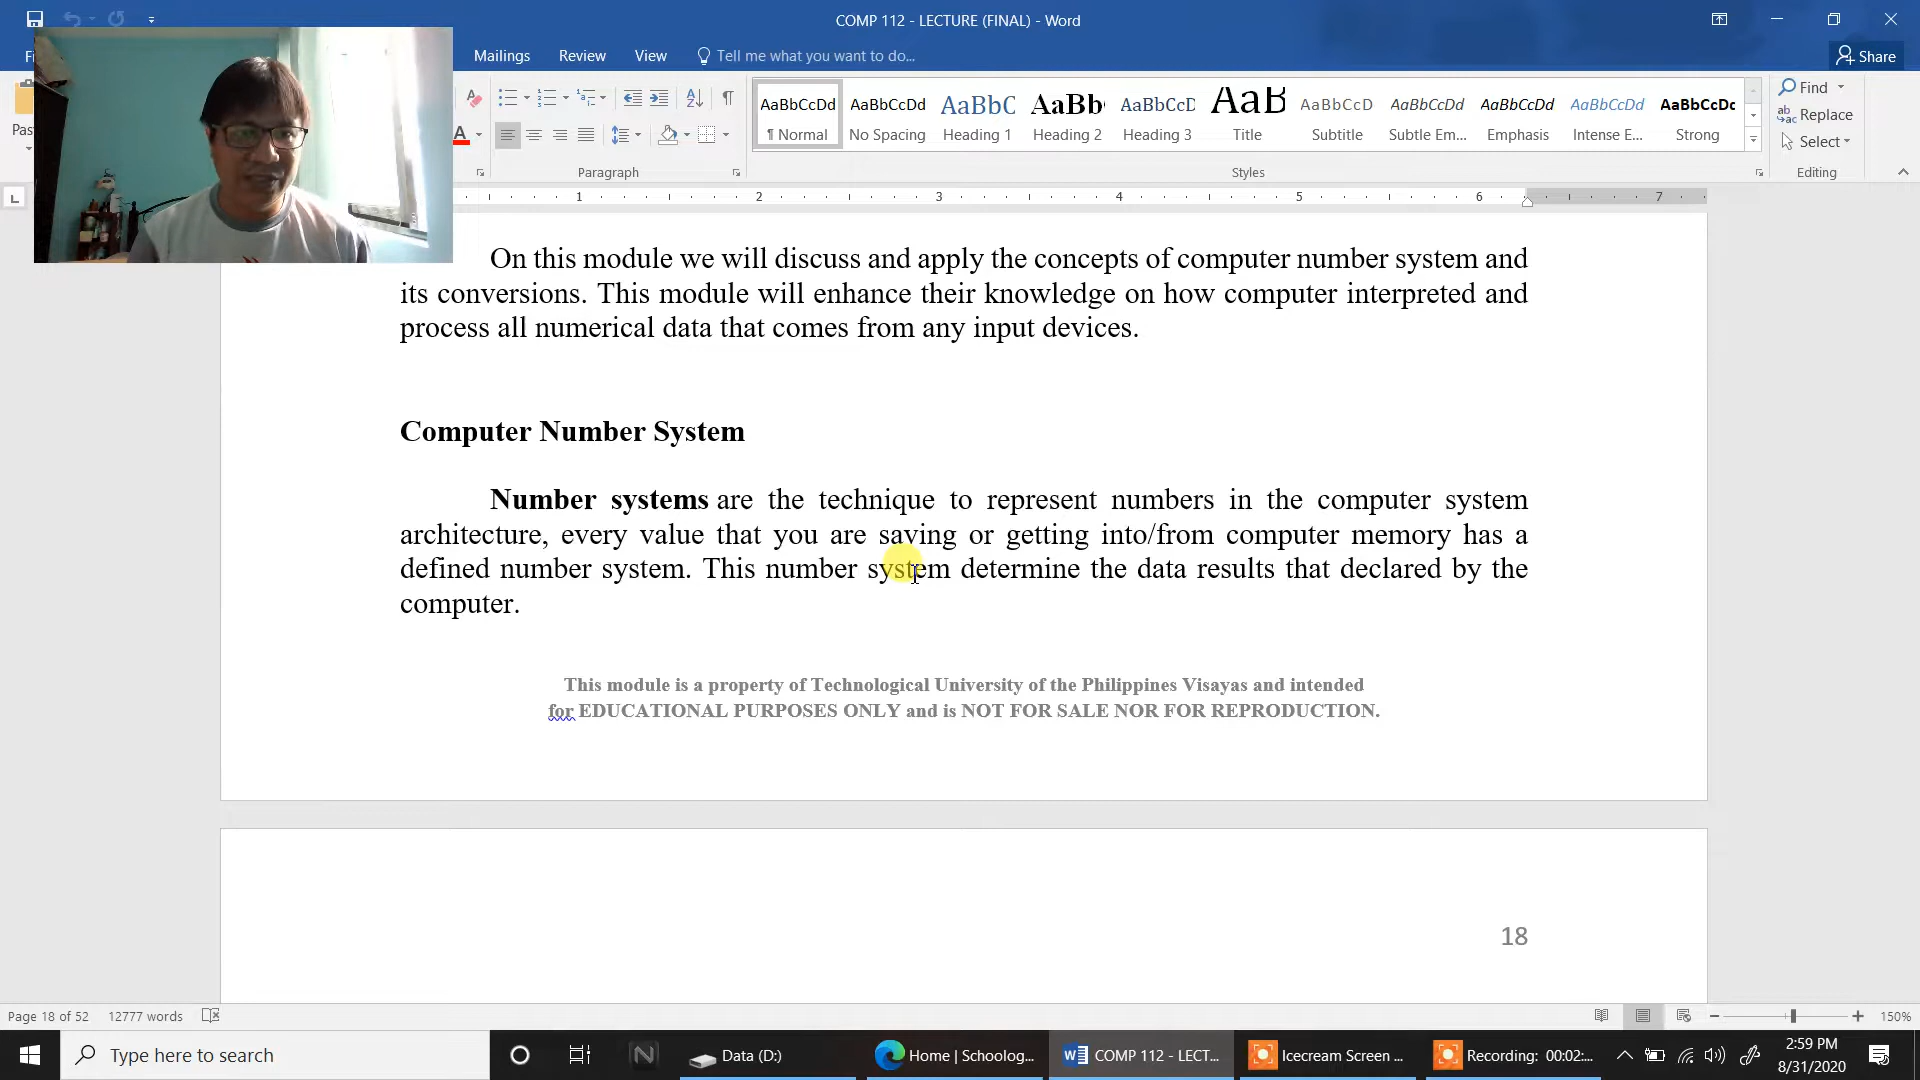 COMP 112 - LECTURE (FINAL) - Word
Mailings Review View Tell me what you want to do... Share
AaBbCcDd AaBbCcDd AaBbC AaBb AaBbCcD AaB AaBbCcD AaBbCcDd AaBbCcDd AaBbCcDd AaBbCcDc
¶ Normal No Spacing Heading 1 Heading 2 Heading 3 Title Subtitle Subtle Em... Emphasis Intense E... Strong
Find
Replace
Select
Paragraph Styles Editing
1 2 3 4 5 6 7
On this module we will discuss and apply the concepts of computer number system and
its conversions. This module will enhance their knowledge on how computer interpreted and
process all numerical data that comes from any input devices.
Computer Number System
Number systems are the technique to represent numbers in the computer system
architecture, every value that you are saving or getting into/from computer memory has a
defined number system. This number system determine the data results that declared by the
computer.
This module is a property of Technological University of the Philippines Visayas and intended
for EDUCATIONAL PURPOSES ONLY and is NOT FOR SALE NOR FOR REPRODUCTION.
18
Page 18 of 52 12777 words 150%
Type here to search Data (D:) Home | Schoolog... COMP 112 - LECT... Icecream Screen ... Recording: 00:02:... 2:59 PM
8/31/2020